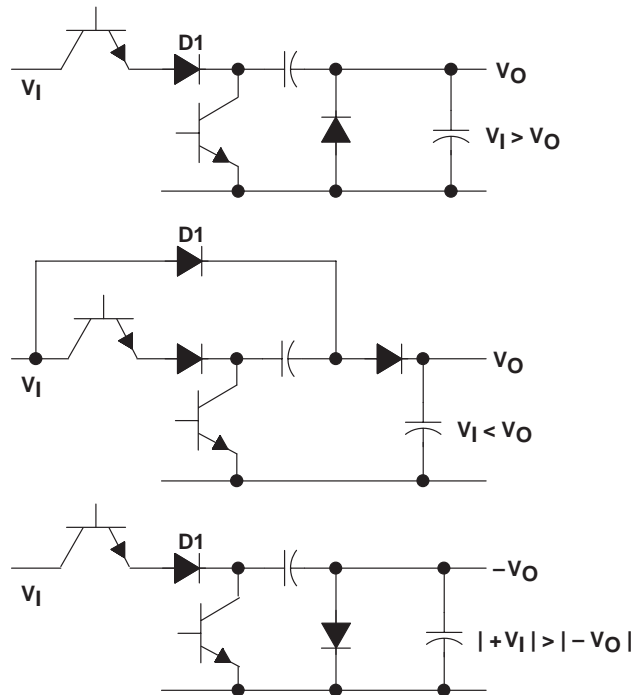 D1
V_I
V_O
V_I > V_O
D1
V_I
V_O
V_I < V_O
D1
V_I
–V_O
| +V_I | > | – V_O |